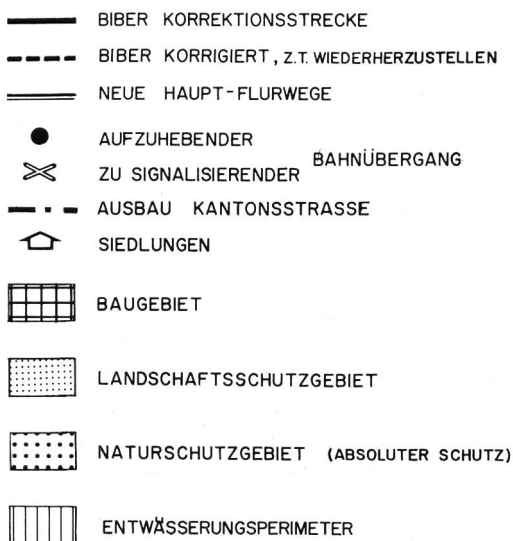 BIBER KORREKTIONSSTRECKE
BIBER KORRIGIERT, Z.T. WIEDERHERZUSTELLEN
NEUE HAUPT-FLURWEGE
AUFZUHEBENDER
BAHNÜBERGANG
ZU SIGNALISIERENDER
AUSBAU KANTONSSTRASSE
SIEDLUNGEN
BAUGEBIET
LANDSCHAFTSSCHUTZGEBIET
NATURSCHUTZGEBIET (ABSOLUTER SCHUTZ)
ENTWÄSSERUNGSPERIMETER